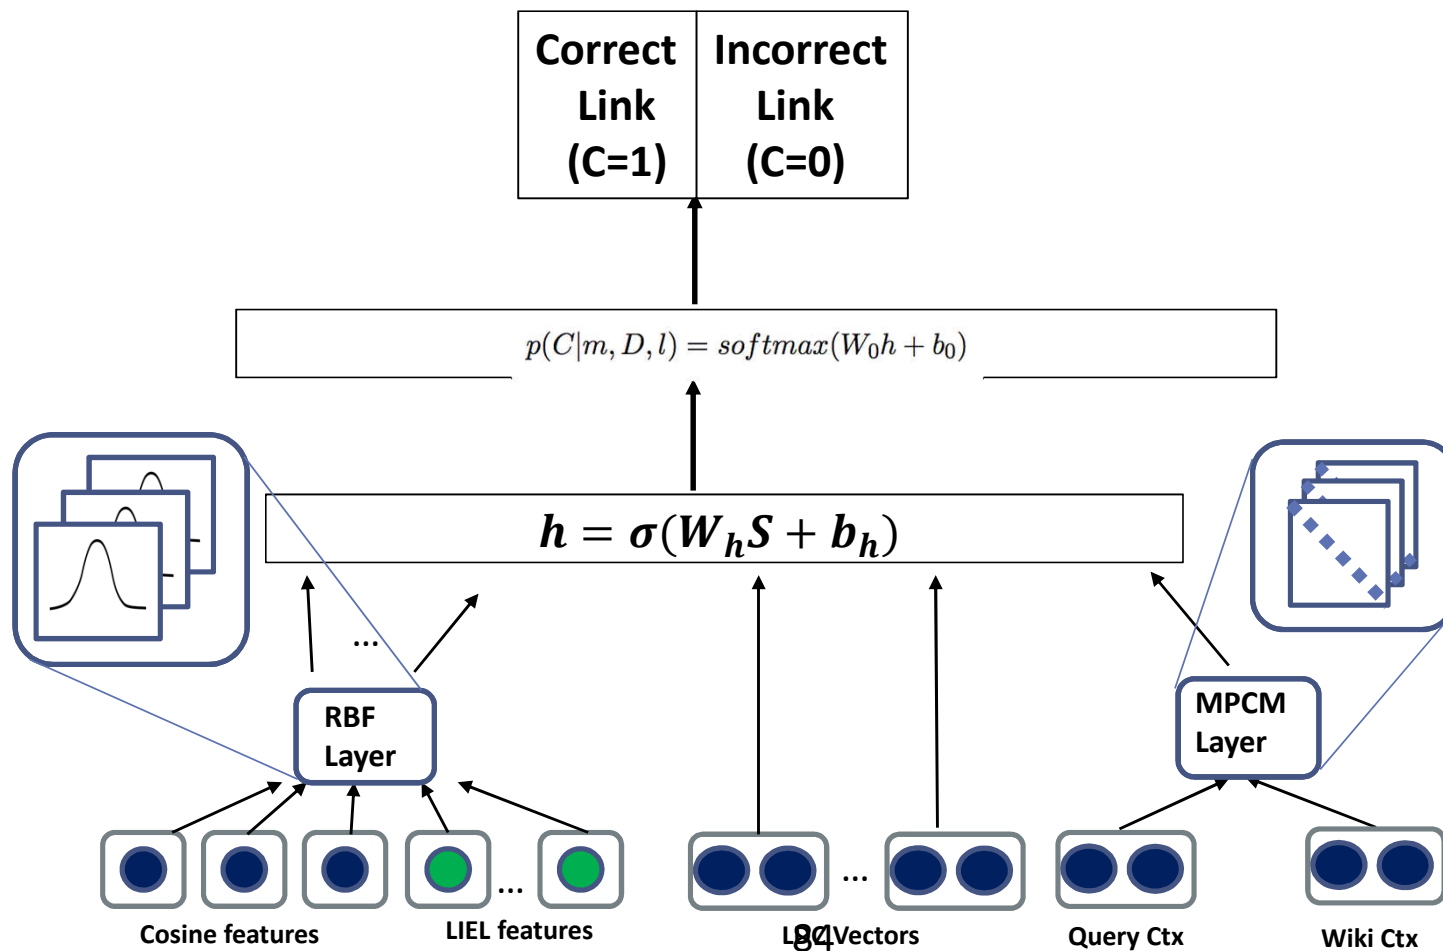 Correct Link (C=1)
Incorrect Link (C=0)
p(C|m, D, l) = softmax(W₀h + b₀)
h = σ(WₕS + bₕ)
...
RBF
Layer
MPCM
Layer
...
...
Cosine features
LIEL features
Vectors
84
Query Ctx
Wiki Ctx